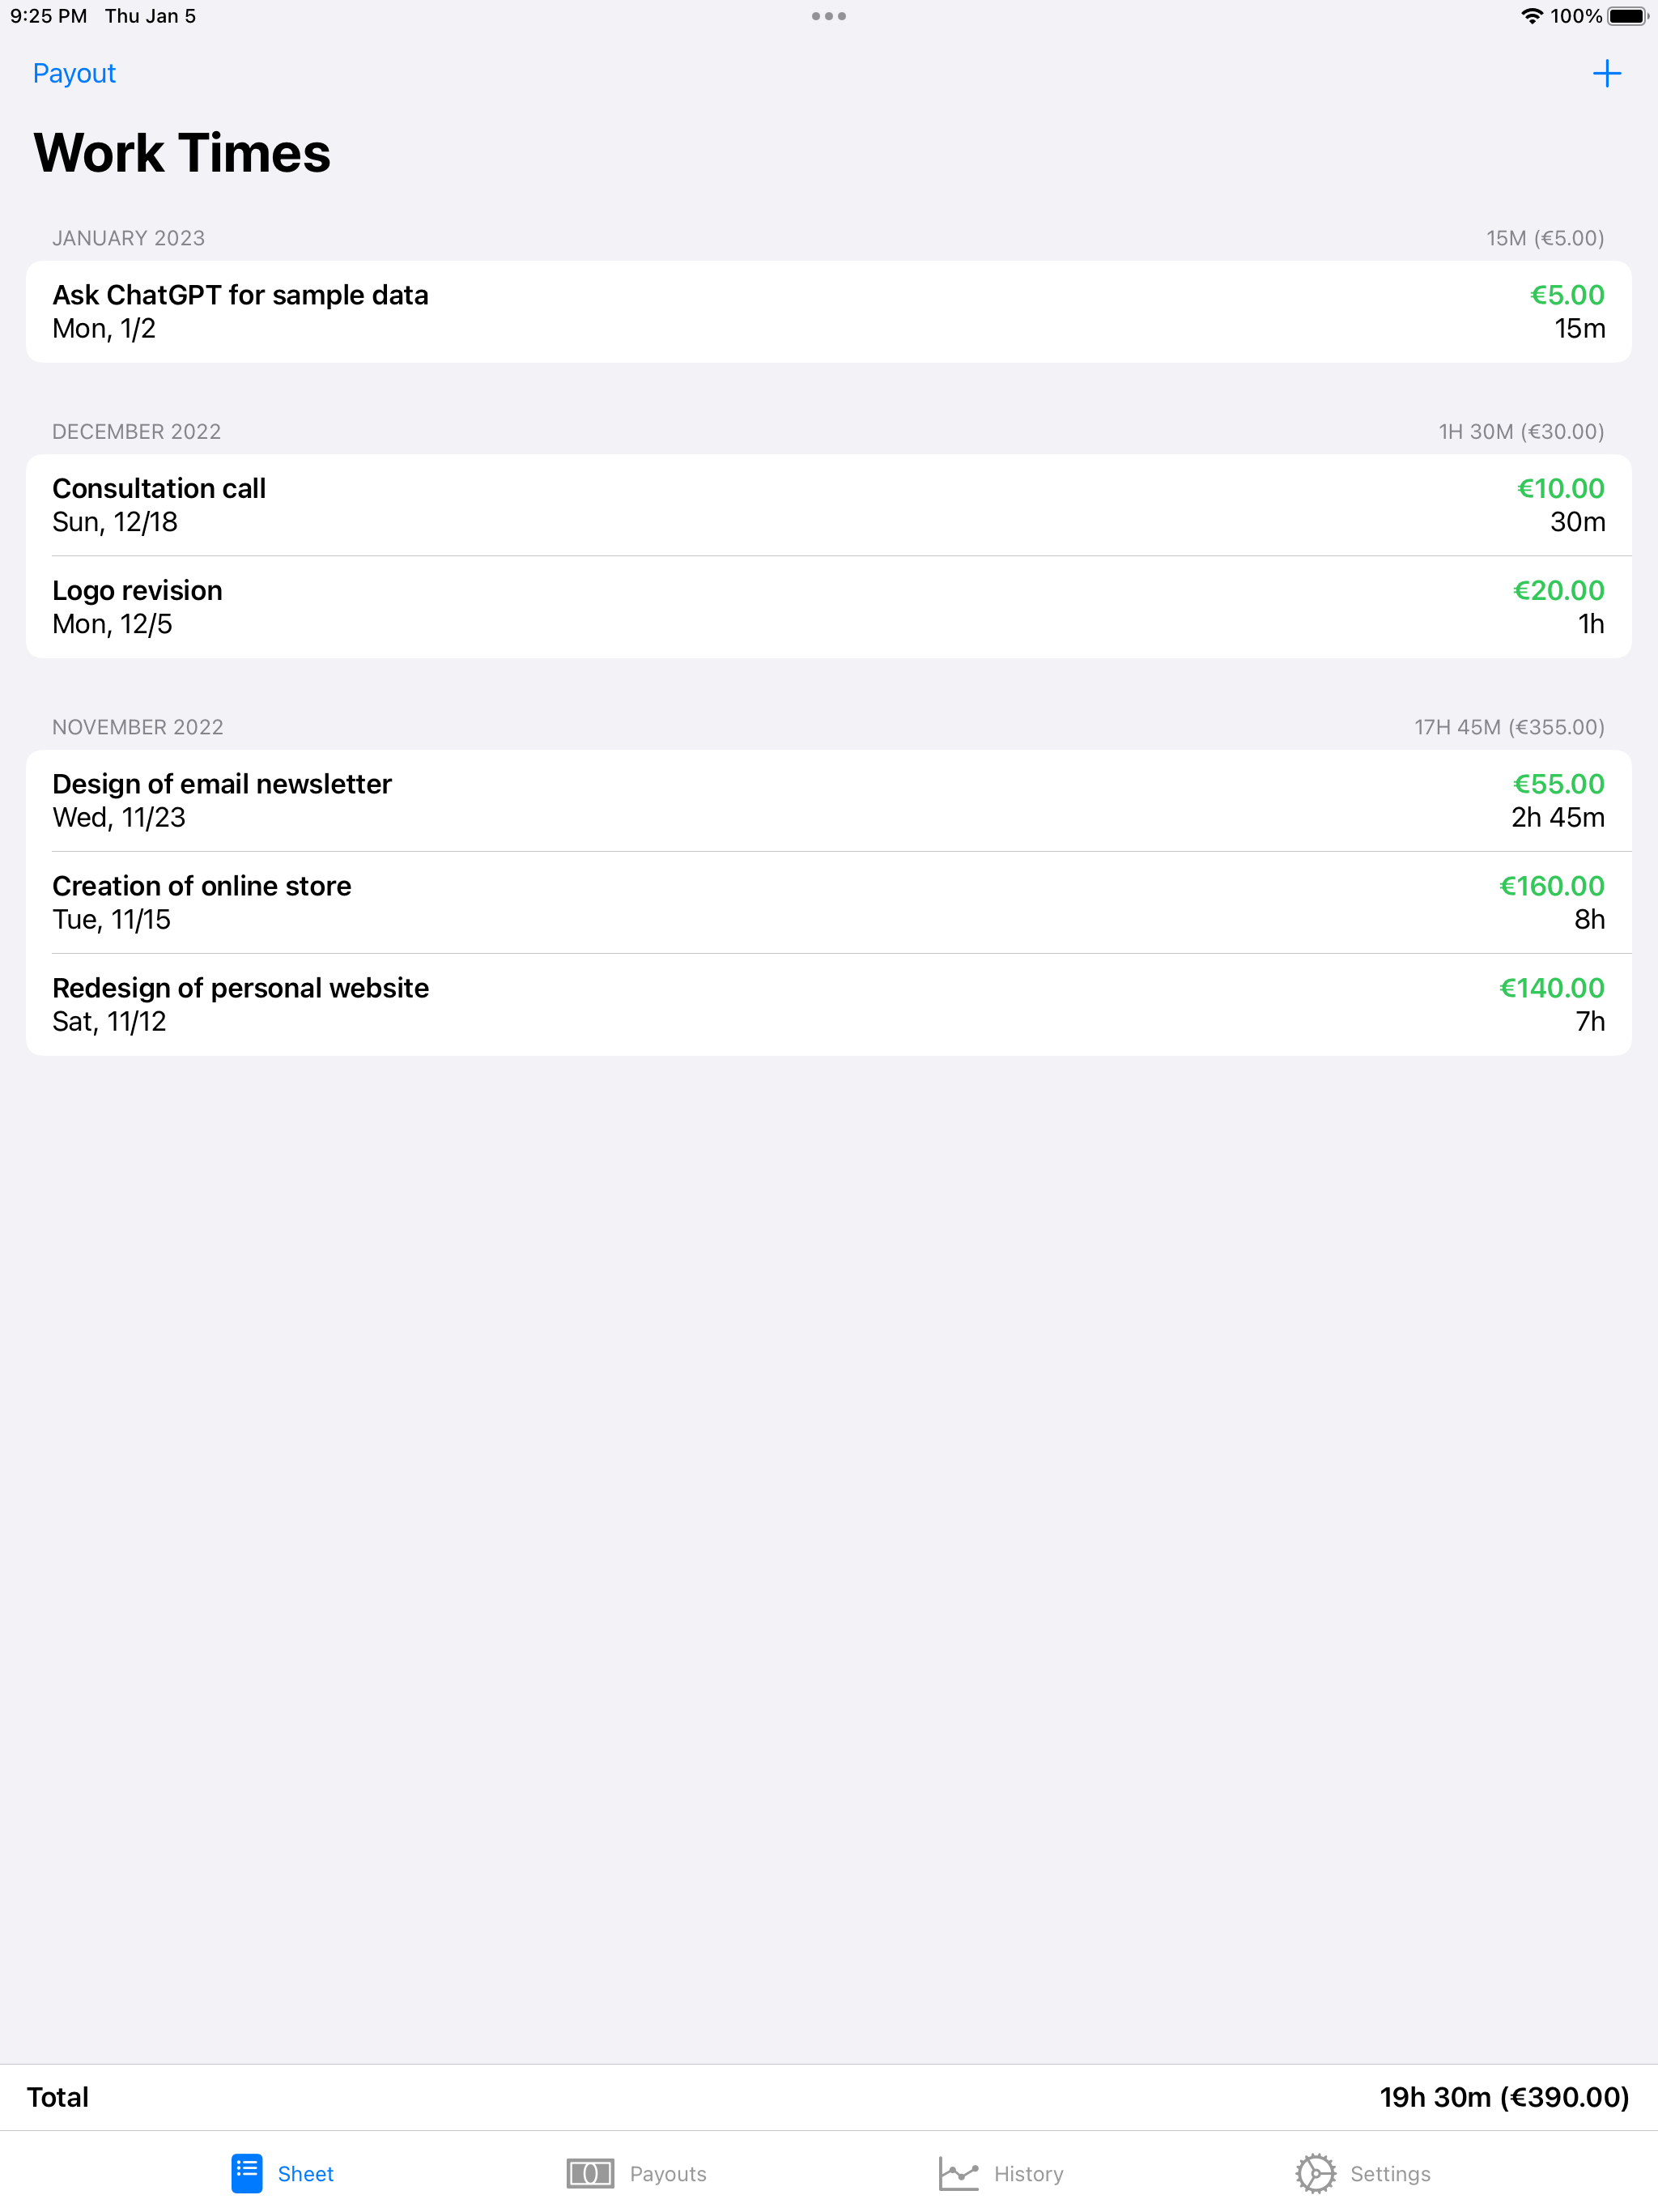 9:25 PM Thu Jan 5 100%
Payout
Work Times
JANUARY 2023 15M (€5.00)
Ask ChatGPT for sample data €5.00
Mon, 1/2 15m
DECEMBER 2022 1H 30M (€30.00)
Consultation call €10.00
Sun, 12/18 30m
Logo revision €20.00
Mon, 12/5 1h
NOVEMBER 2022 17H 45M (€355.00)
Design of email newsletter €55.00
Wed, 11/23 2h 45m
Creation of online store €160.00
Tue, 11/15 8h
Redesign of personal website €140.00
Sat, 11/12 7h
Total 19h 30m (€390.00)
Sheet Payouts History Settings